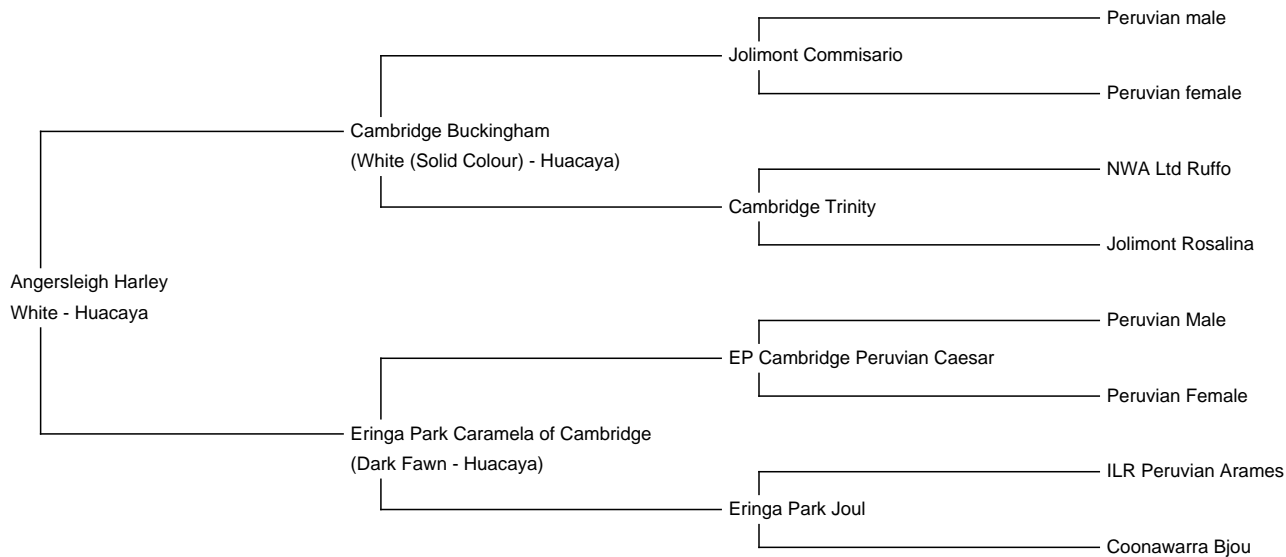 Peruvian male
Jolimont Commisario
Peruvian female
Cambridge Buckingham
(White (Solid Colour) - Huacaya)
NWA Ltd Ruffo
Cambridge Trinity
Jolimont Rosalina
Angersleigh Harley
White - Huacaya
Peruvian Male
EP Cambridge Peruvian Caesar
Peruvian Female
Eringa Park Caramela of Cambridge
(Dark Fawn - Huacaya)
ILR Peruvian Arames
Eringa Park Joul
Coonawarra Bjou